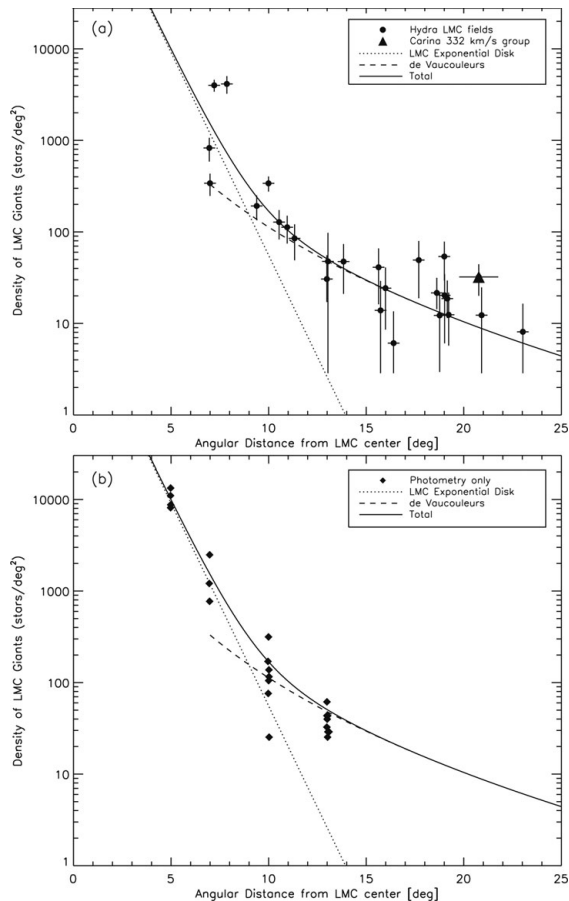 (a)
Hydra LMC fields
Carina 332 km/s group
LMC Exponential Disk
de Vaucouleurs
Total
Density of LMC Giants (stars/deg²)
10000
1000
100
10
1
0 5 10 15 20 25
Angular Distance from LMC center [deg]
(b)
Photometry only
LMC Exponential Disk
de Vaucouleurs
Total
Density of LMC Giants (stars/deg²)
10000
1000
100
10
1
0 5 10 15 20 25
Angular Distance from LMC center [deg]